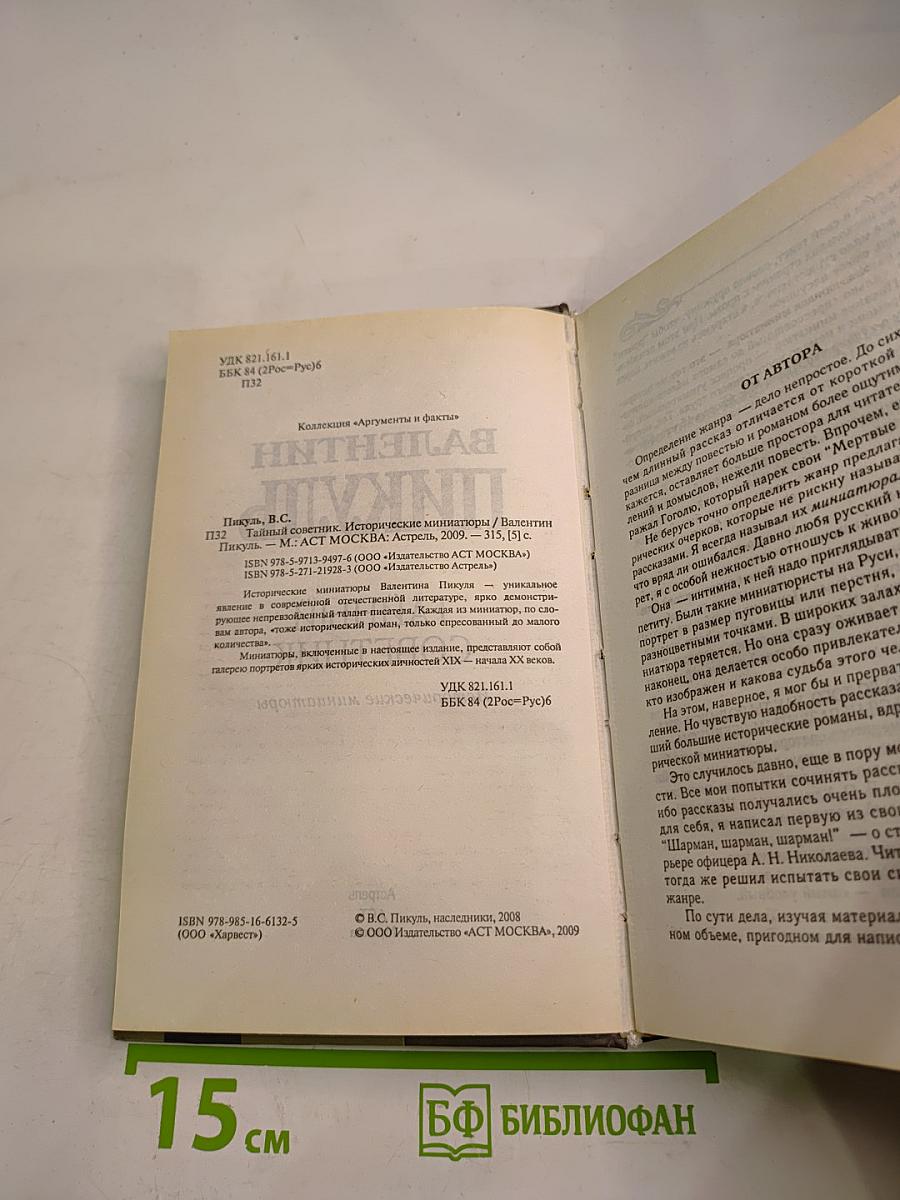 УДК 821.161.1
ББК 84 (2Рос=Рус)6
П32
Коллекция «Аргументы и факты»
Пикуль, В.С.
П32 Тайный советник. Исторические миниатюры / Валентин
Пикуль. — М.: АСТ МОСКВА: Астрель, 2009. — 315, [5] с.
ISBN 978-5-9713-9497-6 (ООО «Издательство АСТ МОСКВА»)
ISBN 978-5-271-21928-3 (ООО «Издательство Астрель»)
Исторические миниатюры Валентина Пикуля — уникальное
явление в современной отечественной литературе, ярко демонстри-
рующее непревзойденный талант писателя. Каждая из миниатюр, по сло-
вам автора, «тоже исторический роман, только спресованный до малого
количества».
Миниатюры, включенные в настоящее издание, представляют собой
галерею портретов ярких исторических личностей XIX — начала XX веков.
УДК 821.161.1
ББК 84 (2Рос=Рус)6
ISBN 978-985-16-6132-5
(ООО «Харвест»)
© В.С. Пикуль, наследники, 2008
© ООО Издательство «АСТ МОСКВА», 2009
ОТ АВТОРА
Определение жанра — дело непростое. До сих
чем длинный рассказ отличается от короткой
разница между повестью и романом более ощутим
кажется, оставляет больше простора для читате
лений и домыслов, нежели повесть. Впрочем, е
ражал Гоголю, который нарек свои "Мертвые
Не берусь точно определить жанр предлага
рических очерков, которые не рискну называ
рассказами. Я всегда называл их миниатюра
что вряд ли ошибался. Давно любя русский
рет, я с особой нежностью отношусь к живо
Она — интимна, к ней надо приглядыват
петиту. Были такие миниатюристы на Руси,
портрет в размер пуговицы или перстня,
разноцветными точками. В широких залах
ниатюра теряется. Но она сразу оживает
наконец, она делается особо привлекател
кто изображен и какова судьба этого че
На этом, наверное, я мог бы и прерват
ление. Но чувствую надобность рассказа
ший большие исторические романы, вдр
рической миниатюры.
Это случилось давно, еще в пору мо
сти. Все мои попытки сочинять расс
ибо рассказы получались очень пло
для себя, я написал первую из сво
"Шарман, шарман, шарман!" — о ст
рьере офицера А. Н. Николаева. Чит
тогда же решил испытать свои си
жанре.
По сути дела, изучая материал
ном объеме, пригодном для напис
15 см
БФ БИБЛИОФАН